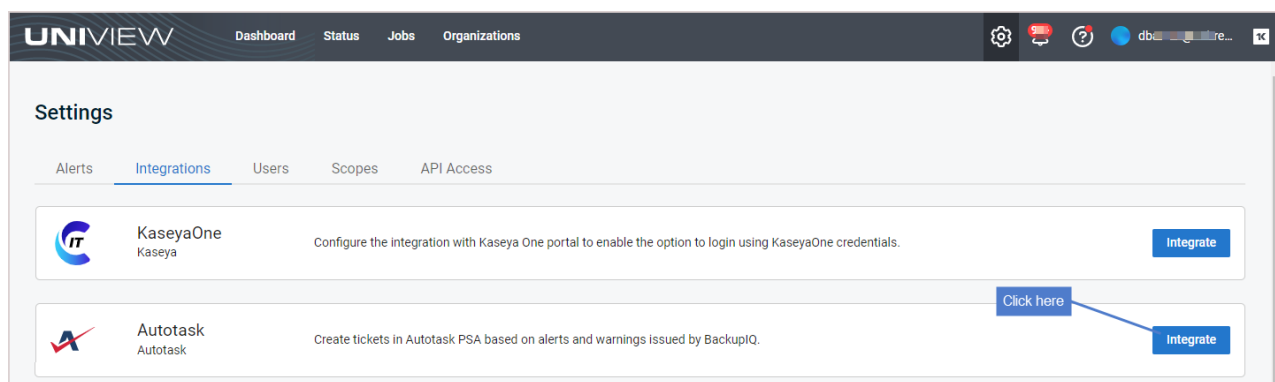 UNIVIEW Dashboard Status Jobs Organizations
Settings
Alerts Integrations Users Scopes API Access
IT KaseyaOne
Kaseya
Configure the integration with Kaseya One portal to enable the option to login using KaseyaOne credentials.
Integrate
Click here
Autotask
Autotask
Create tickets in Autotask PSA based on alerts and warnings issued by BackupIQ.
Integrate